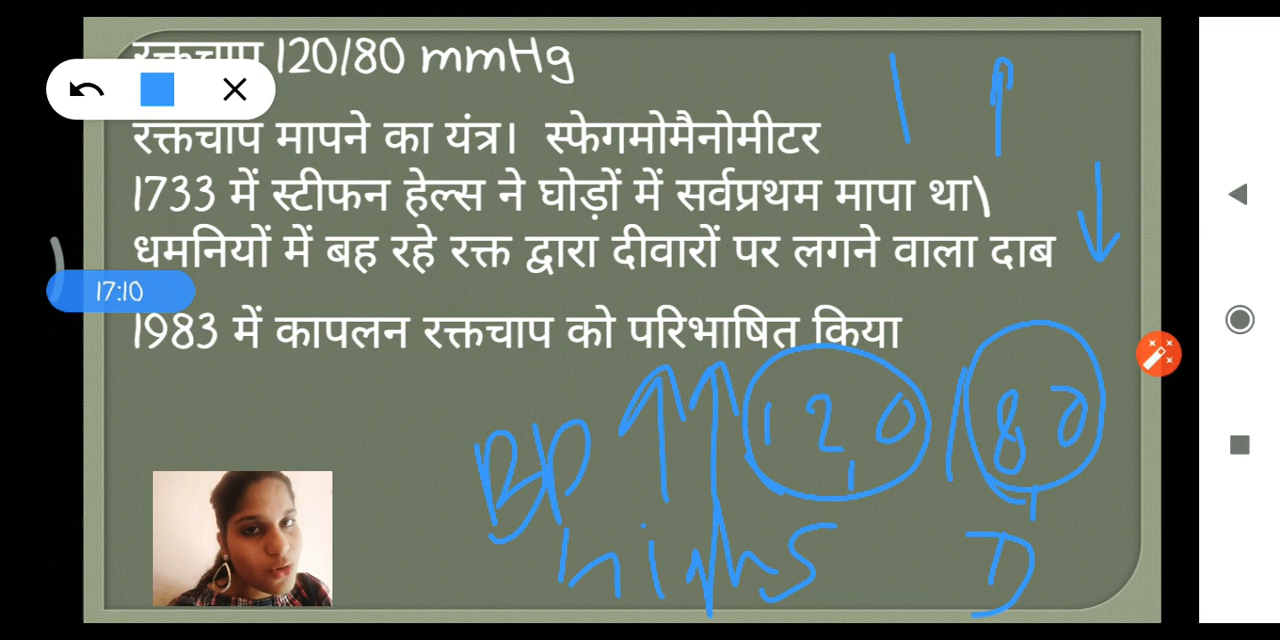 रक्तचाप 120/80 mmHg
रक्तचाप मापने का यंत्र। स्फेगमोमैनोमीटर
1733 में स्टीफन हेल्स ने घोड़ों में सर्वप्रथम मापा था\
धमनियों में बह रहे रक्त द्वारा दीवारों पर लगने वाला दाब
17:10
1983 में कापलन रक्तचाप को परिभाषित किया
BP 120/80
high S D